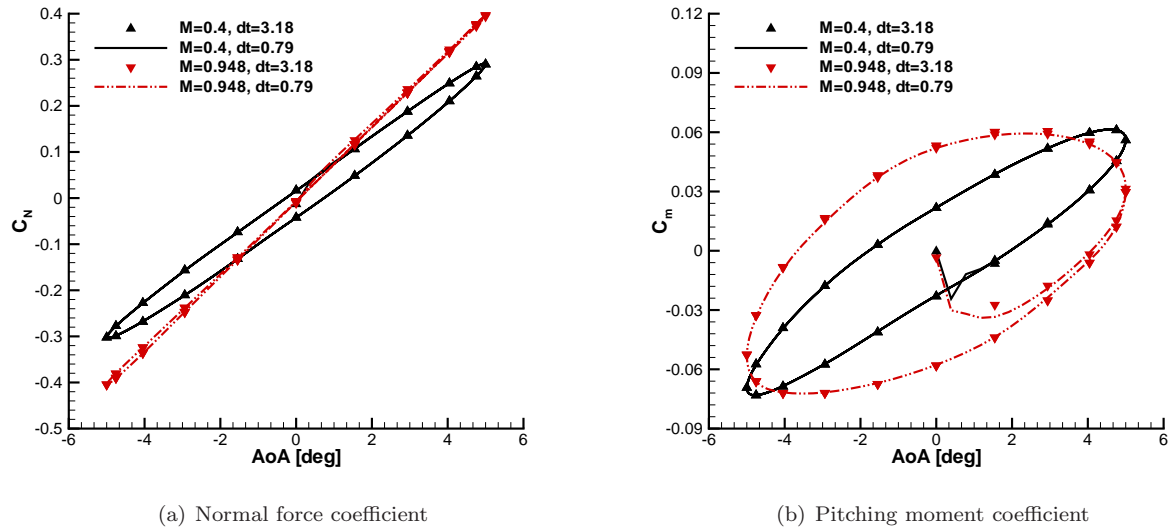 M=0.4, dt=3.18
M=0.4, dt=0.79
M=0.948, dt=3.18
M=0.948, dt=0.79
0.4
0.3
0.2
0.1
0
-0.1
-0.2
-0.3
-0.4
-0.5
C_N
-6 -4 -2 0 2 4 6
AoA [deg]
(a) Normal force coefficient
M=0.4, dt=3.18
M=0.4, dt=0.79
M=0.948, dt=3.18
M=0.948, dt=0.79
0.12
0.09
0.06
0.03
0
-0.03
-0.06
-0.09
C_m
-6 -4 -2 0 2 4 6
AoA [deg]
(b) Pitching moment coefficient